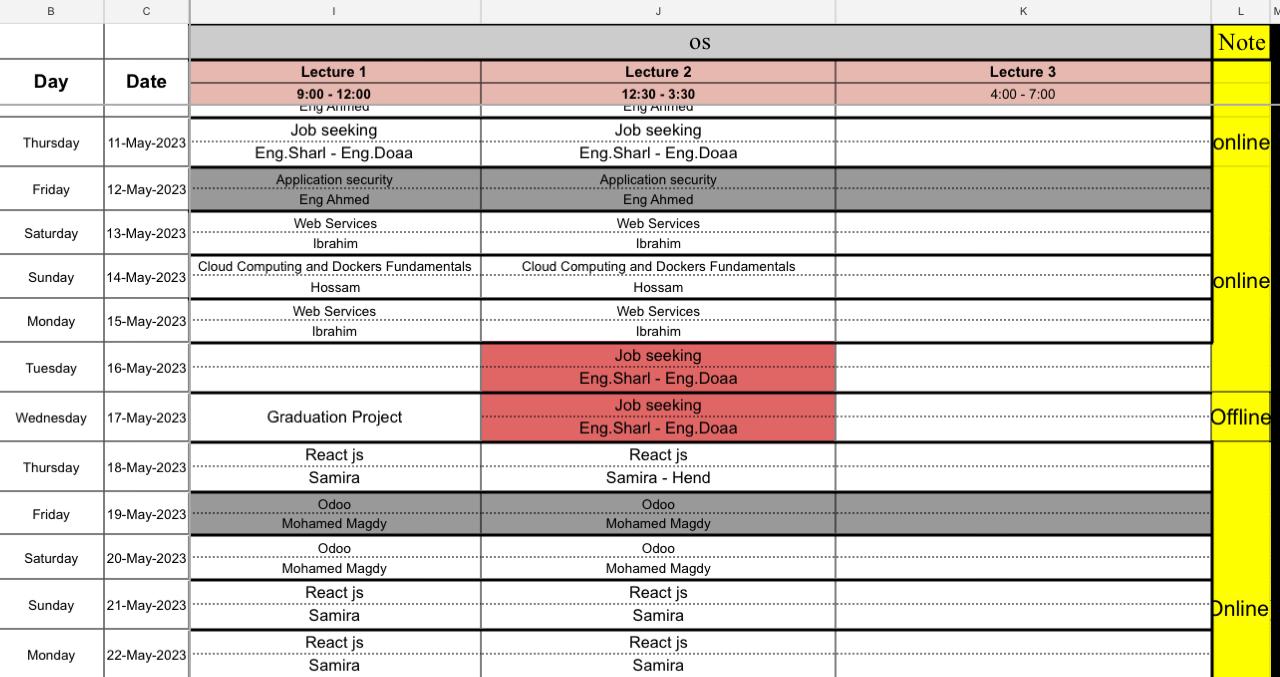 B C I J K L
os Note
Day Date Lecture 1 Lecture 2 Lecture 3
9:00 - 12:00 12:30 - 3:30 4:00 - 7:00
Eng Ahmed Eng Ahmed
Thursday 11-May-2023 Job seeking Job seeking online
Eng.Sharl - Eng.Doaa Eng.Sharl - Eng.Doaa
Friday 12-May-2023 Application security Application security
Eng Ahmed Eng Ahmed
Saturday 13-May-2023 Web Services Web Services
Ibrahim Ibrahim
Sunday 14-May-2023 Cloud Computing and Dockers Fundamentals Cloud Computing and Dockers Fundamentals online
Hossam Hossam
Monday 15-May-2023 Web Services Web Services
Ibrahim Ibrahim
Tuesday 16-May-2023 Job seeking
Eng.Sharl - Eng.Doaa
Wednesday 17-May-2023 Graduation Project Job seeking Offline
Eng.Sharl - Eng.Doaa
Thursday 18-May-2023 React js React js
Samira Samira - Hend
Friday 19-May-2023 Odoo Odoo
Mohamed Magdy Mohamed Magdy
Saturday 20-May-2023 Odoo Odoo
Mohamed Magdy Mohamed Magdy
Sunday 21-May-2023 React js React js Online
Samira Samira
Monday 22-May-2023 React js React js
Samira Samira